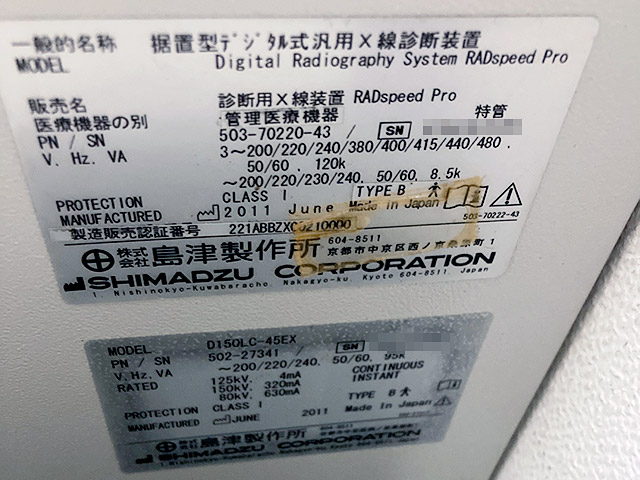 一般的名称 据置型デジタル式汎用X線診断装置
MODEL Digital Radiography System RADspeed Pro
販売名 診断用X線装置 RADspeed Pro
医療機器の別 管理医療機器 特管
PN / SN 503-70220-43 / SN
V. Hz. VA 3~200/220/240/380/400/415/440/480.
50/60. 120k
~200/220/230/240. 50/60. 8.5k
PROTECTION CLASS I TYPE B
MANUFACTURED 2011 June Made in Japan
503-70222-43
製造販売認証番号 221ABBZX00210000
株式会社 島津製作所 604-8511
京都市中京区西ノ京桑原町1
SHIMADZU CORPORATION
1. Nishinokyo-Kuwabaracho. Nakagyo-ku. Kyoto 604-8511. Japan
MODEL D150LC-45EX
PN / SN 502-27341 / SN
V. Hz. VA ~200/220/240. 50/60. 95k
RATED 125kV. 4mA CONTINUOUS
150kV. 320mA INSTANT
80kV. 630mA
PROTECTION CLASS I TYPE B
MANUFACTURED JUNE 2011 Made in Japan
島津製作所 604-8511
SHIMADZU CORPORATION